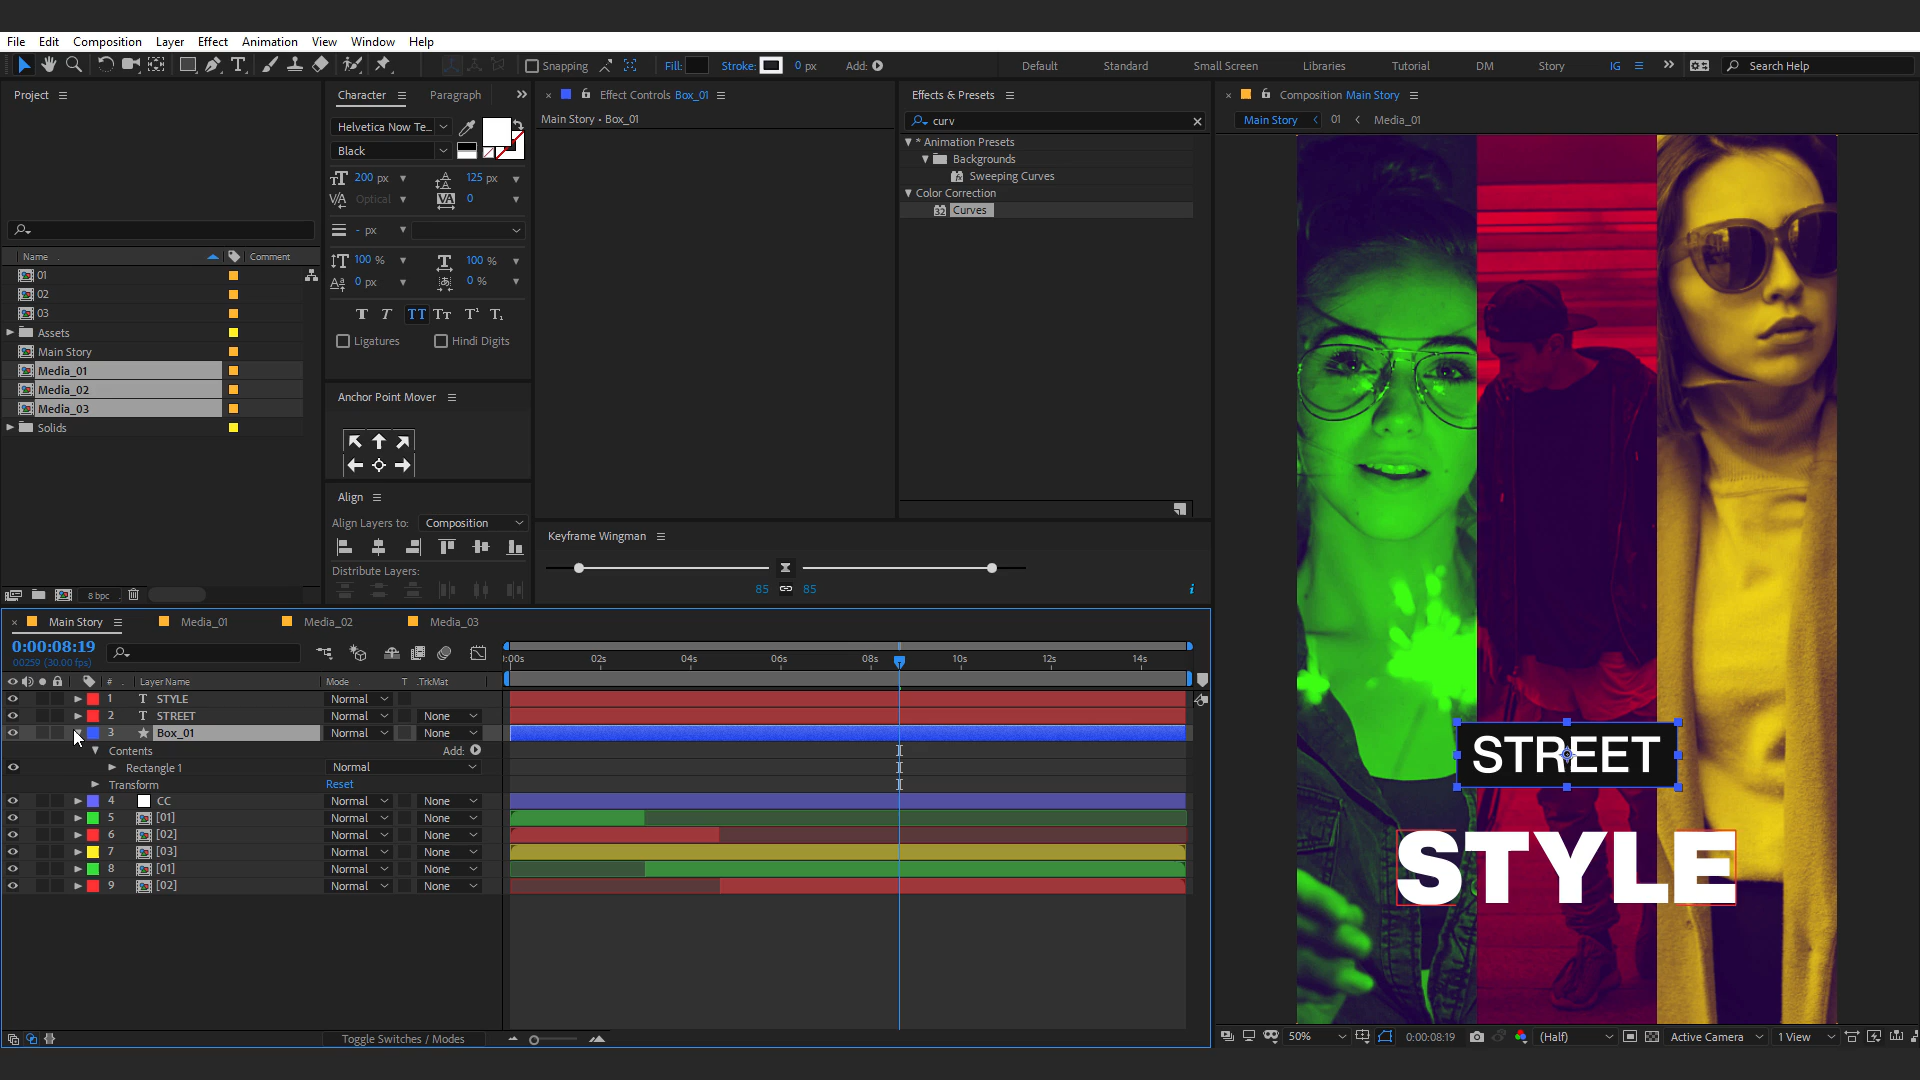 File Edit Composition Layer Effect Animation View Window Help
Snapping Fill: Stroke: 0 px Add: Default Standard Small Screen Libraries Tutorial DM Story IG Search Help
Project
Name Comment
01
02
03
Assets
Main Story
Media_01
Media_02
Media_03
Solids
8 bpc
Character Paragraph
Helvetica Now Te...
Black
200 px 125 px
Optical 0
- px
100 % 100 %
0 px 0 %
Ligatures Hindi Digits
Anchor Point Mover
Align
Align Layers to: Composition
Distribute Layers:
Effect Controls Box_01
Main Story • Box_01
Effects & Presets
curv
* Animation Presets
Backgrounds
Sweeping Curves
Color Correction
Curves
Keyframe Wingman
85 85
Composition Main Story
Main Story 01 Media_01
STREET
STYLE
50% 0:00:08:19 (Half) Active Camera 1 View
Main Story Media_01 Media_02 Media_03
0:00:08:19
00259 (30.00 fps)
:00s 02s 04s 06s 08s 10s 12s 14s
# Layer Name Mode T .TrkMat
1 T STYLE Normal
2 T STREET Normal None
3 Box_01 Normal None
Contents Add:
Rectangle 1 Normal
Transform Reset
4 CC Normal None
5 [01] Normal None
6 [02] Normal None
7 [03] Normal None
8 [01] Normal None
9 [02] Normal None
Toggle Switches / Modes